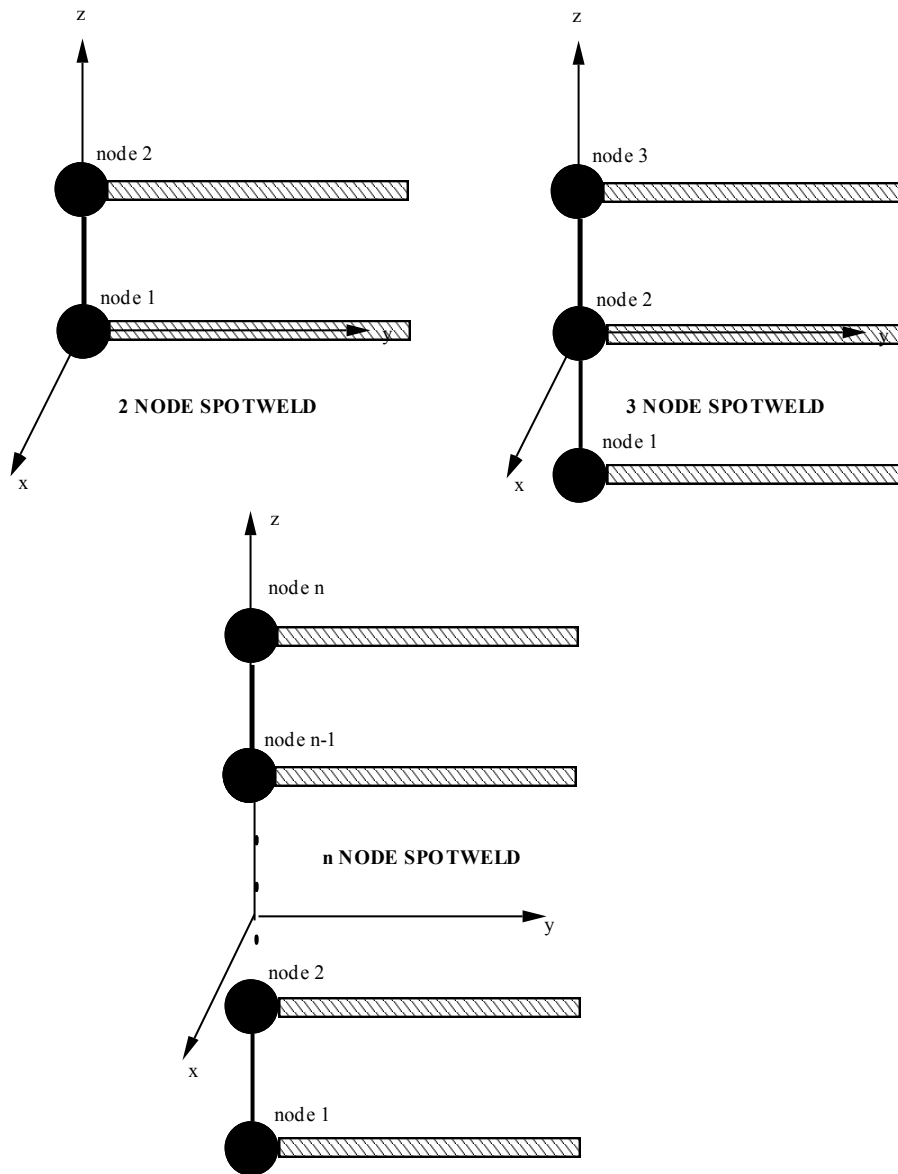 z
node 2
node 1
y
2 NODE SPOTWELD
x
z
node 3
node 2
y
3 NODE SPOTWELD
node 1
x
z
node n
node n-1
n NODE SPOTWELD
y
node 2
x
node 1